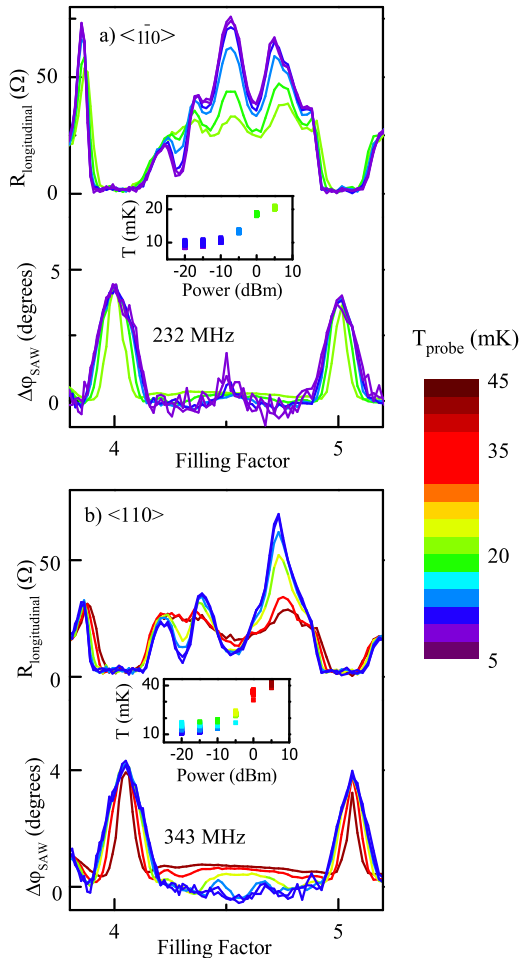 a) <1̄10>
R_longitudinal (Ω)
50
0
T (mK)
20
10
-20
-10
0
10
Power (dBm)
Δφ_SAW (degrees)
5
0
232 MHz
4
5
Filling Factor
T_probe (mK)
45
35
20
5
b) <110>
R_longitudinal (Ω)
50
0
T (mK)
40
10
-20
-10
0
10
Power (dBm)
Δφ_SAW (degrees)
4
0
343 MHz
4
5
Filling Factor